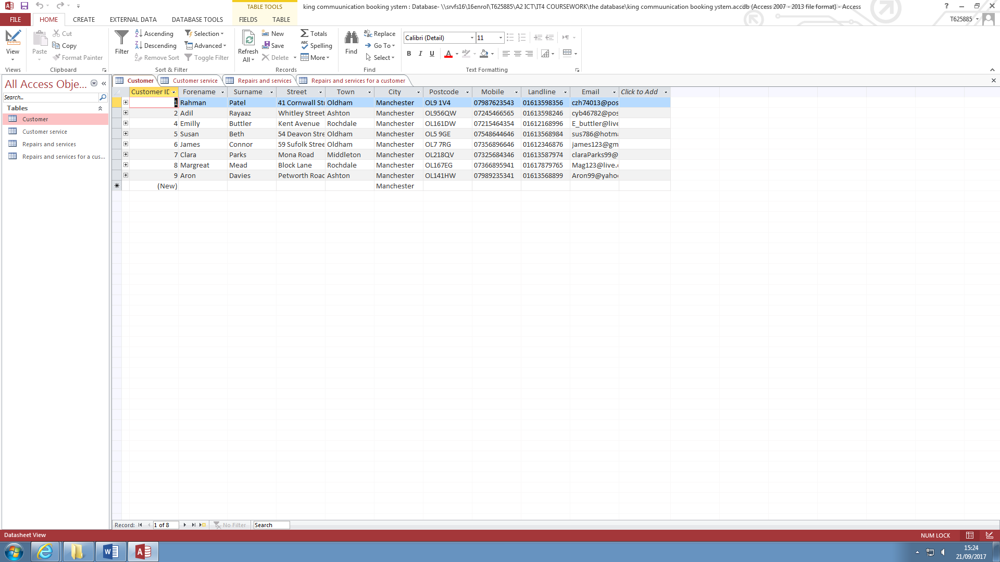 TABLE TOOLS
king commuunication booking ystem : Database- \\srvfs16\16enrol\T625885\A2 ICT\IT4 COURSEWORK\the database\king commuunication booking ystem.accdb (Access 2007 - 2013 file format) - Access
FILE HOME CREATE EXTERNAL DATA DATABASE TOOLS FIELDS TABLE T625885
View
Views
Paste
Cut
Copy
Format Painter
Clipboard
Filter
Ascending
Descending
Remove Sort
Selection
Advanced
Toggle Filter
Sort & Filter
Refresh All
New
Save
Delete
Totals
Spelling
More
Records
Find
Replace
Go To
Select
Find
Calibri (Detail) 11
B I U A
Text Formatting
All Access Obje...
Search...
Tables
Customer
Customer service
Repairs and services
Repairs and services for a cus...
Customer Customer service Repairs and services Repairs and services for a customer
Customer ID Forename Surname Street Town City Postcode Mobile Landline Email Click to Add
1 Rahman Patel 41 Cornwall Str Oldham Manchester OL9 1V4 07987623543 01613598356 czh74013@pos
2 Adil Rayaaz Whitley Street Ashton Manchester OL956QW 07245466565 01613598246 cyb46782@pos
4 Emilly Buttler Kent Avenue Rochdale Manchester OL161DW 07215464354 01612168996 E_buttler@live
5 Susan Beth 54 Deavon Stre Oldham Manchester OL5 9GE 07548644646 01613568984 sus786@hotma
6 James Connor 59 Sufolk Stree Oldham Manchester OL7 7RG 07356896646 01612346876 james123@gm
7 Clara Parks Mona Road Middleton Manchester OL218QV 07325684346 01613587974 claraParks99@
8 Margreat Mead Block Lane Rochdale Manchester OL167EG 07366895941 01617879765 Mag123@live.
9 Aron Davies Petworth Road Ashton Manchester OL141HW 07989235341 01613568899 Aron99@yaho
(New) Manchester
Record: 1 of 8 No Filter Search
Datasheet View NUM LOCK
15:24
21/09/2017